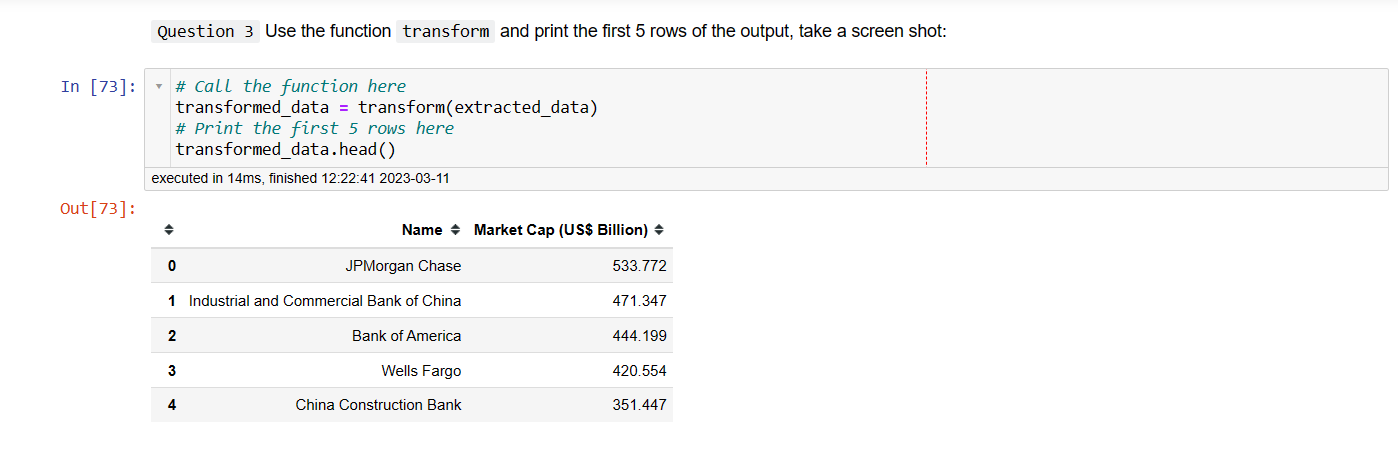 Question 3 Use the function transform and print the first 5 rows of the output, take a screen shot:
In [73]:
# Call the function here
transformed_data = transform(extracted_data)
# Print the first 5 rows here
transformed_data.head()
executed in 14ms, finished 12:22:41 2023-03-11
Out[73]:
Name Market Cap (US$ Billion)
0 JPMorgan Chase 533.772
1 Industrial and Commercial Bank of China 471.347
2 Bank of America 444.199
3 Wells Fargo 420.554
4 China Construction Bank 351.447